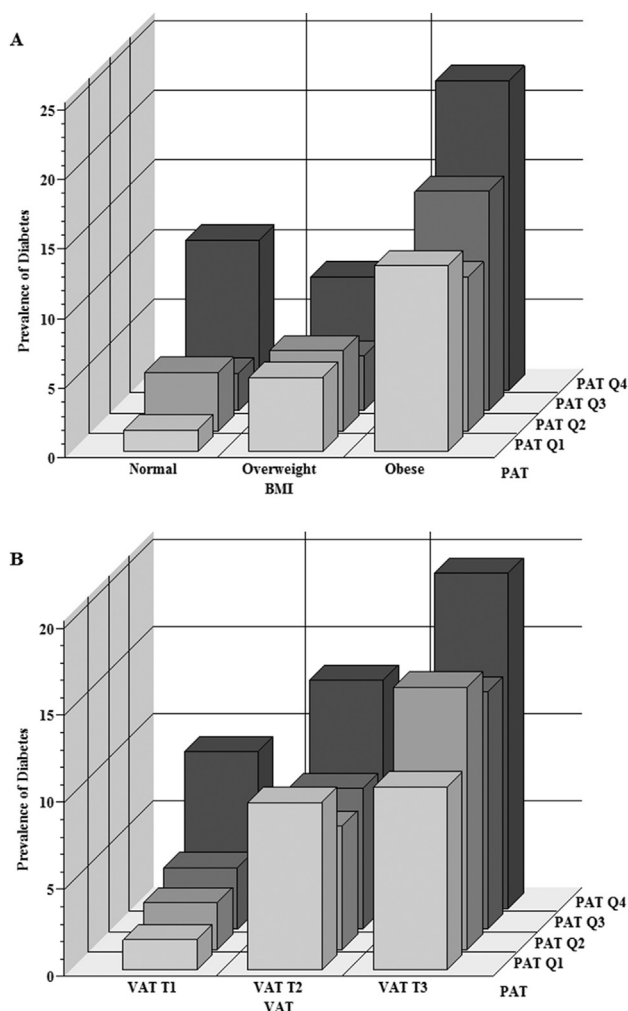 A
25
20
15
10
5
0
Prevalence of Diabetes
Normal Overweight Obese
BMI
PAT Q4
PAT Q3
PAT Q2
PAT Q1
PAT
B
20
15
10
5
0
Prevalence of Diabetes
VAT T1 VAT T2 VAT T3
VAT
PAT Q4
PAT Q3
PAT Q2
PAT Q1
PAT